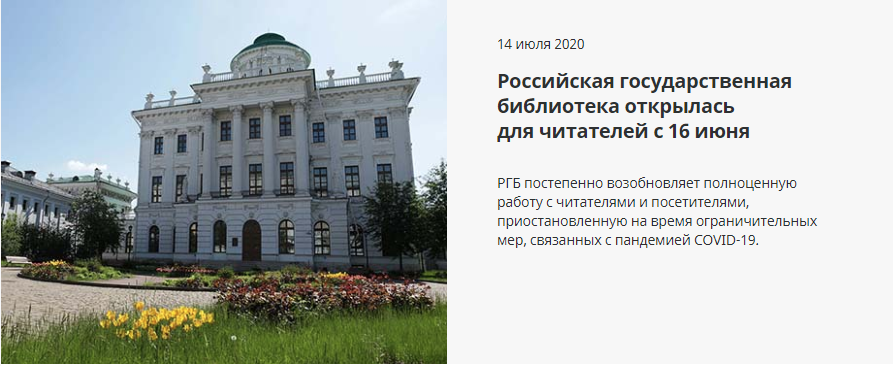 14 июля 2020
Российская государственная
библиотека открылась
для читателей с 16 июня
РГБ постепенно возобновляет полноценную
работу с читателями и посетителями,
приостановленную на время ограничительных
мер, связанных с пандемией COVID-19.